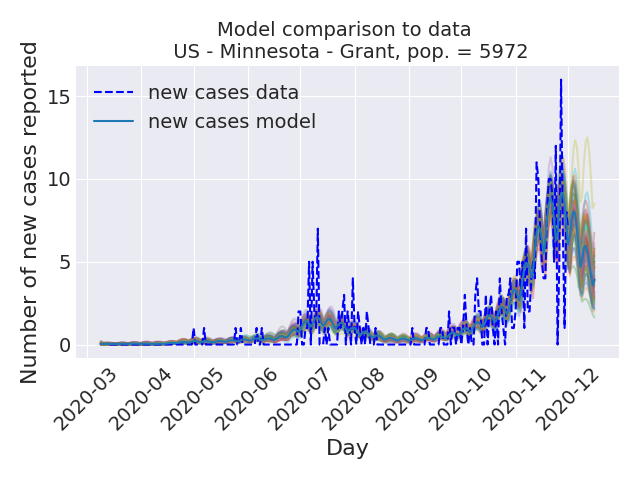 Model comparison to data
US - Minnesota - Grant, pop. = 5972
Number of new cases reported
15
10
5
0
new cases data
new cases model
2020-03
2020-04
2020-05
2020-06
2020-07
2020-08
2020-09
2020-10
2020-11
2020-12
Day